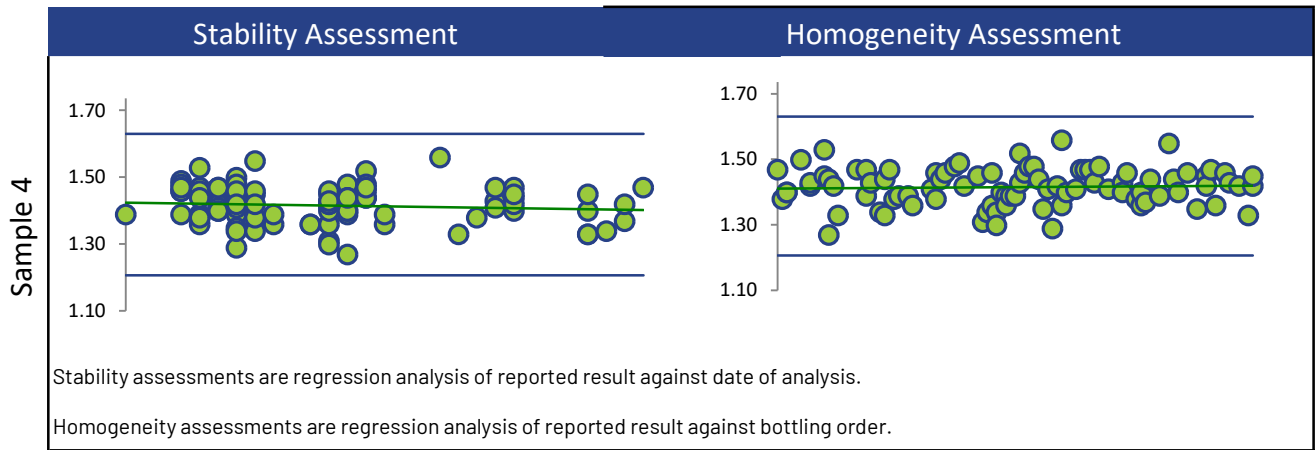 Stability Assessment
Homogeneity Assessment
Sample 4
1.70
1.50
1.30
1.10
1.70
1.50
1.30
1.10
Stability assessments are regression analysis of reported result against date of analysis.
Homogeneity assessments are regression analysis of reported result against bottling order.